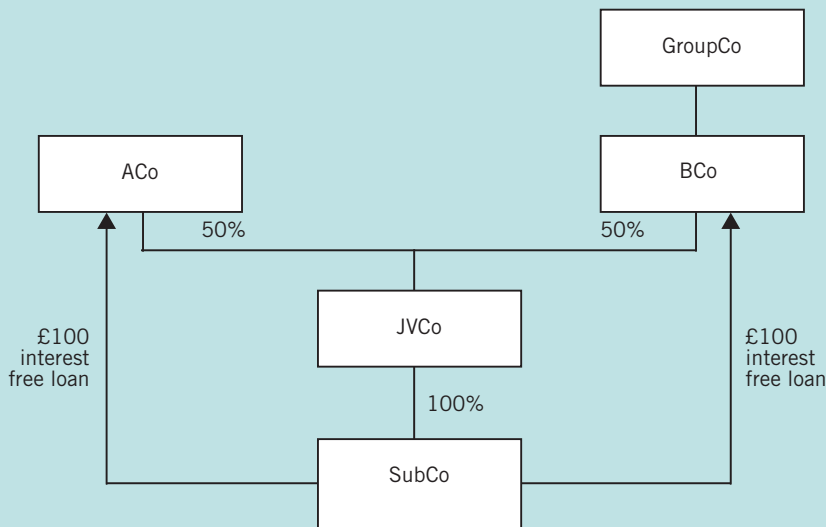 GroupCo
ACo
BCo
50%
50%
JVCo
£100
interest
free loan
£100
interest
free loan
100%
SubCo